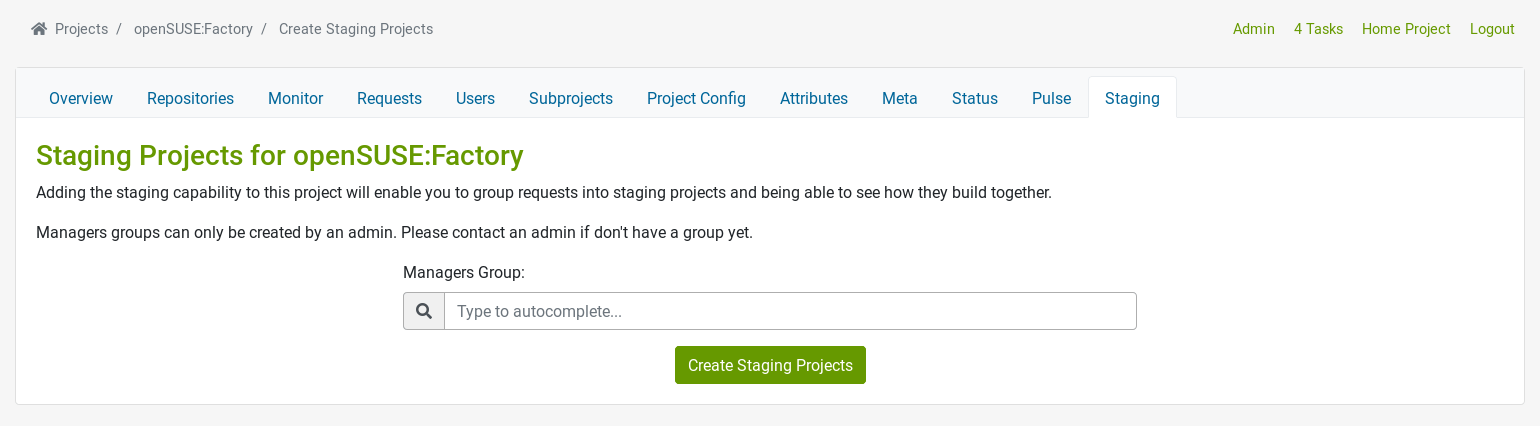 Projects / openSUSE:Factory / Create Staging Projects
Admin 4 Tasks Home Project Logout
Overview Repositories Monitor Requests Users Subprojects Project Config Attributes Meta Status Pulse Staging
Staging Projects for openSUSE:Factory
Adding the staging capability to this project will enable you to group requests into staging projects and being able to see how they build together.
Managers groups can only be created by an admin. Please contact an admin if don't have a group yet.
Managers Group:
Type to autocomplete...
Create Staging Projects